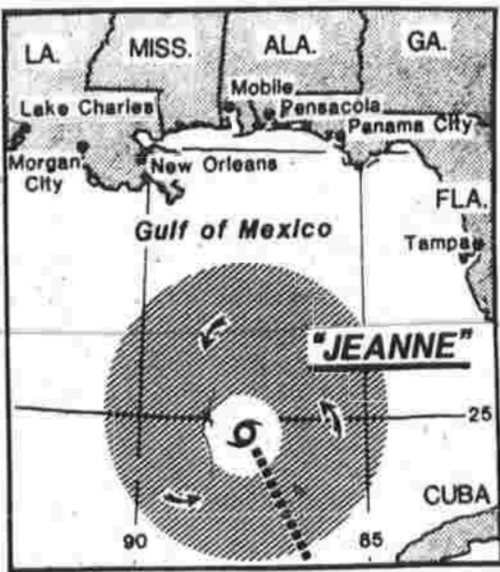 LA.
MISS.
ALA.
GA.
Lake Charles
Mobile
Pensacola
Panama City
Morgan
City
New Orleans
FLA.
Gulf of Mexico
Tampa
"JEANNE"
25
CUBA
90
85